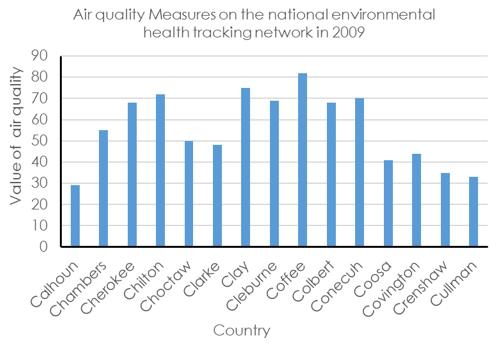 Air quality Measures on the national environmental
health tracking network in 2009
Value of air quality
90
80
70
60
50
40
30
20
10
0
Calhoun
Chambers
Cherokee
Chilton
Choctaw
Clarke
Clay
Cleburne
Coffee
Colbert
Conecuh
Coosa
Covington
Crenshaw
Cullman
Country